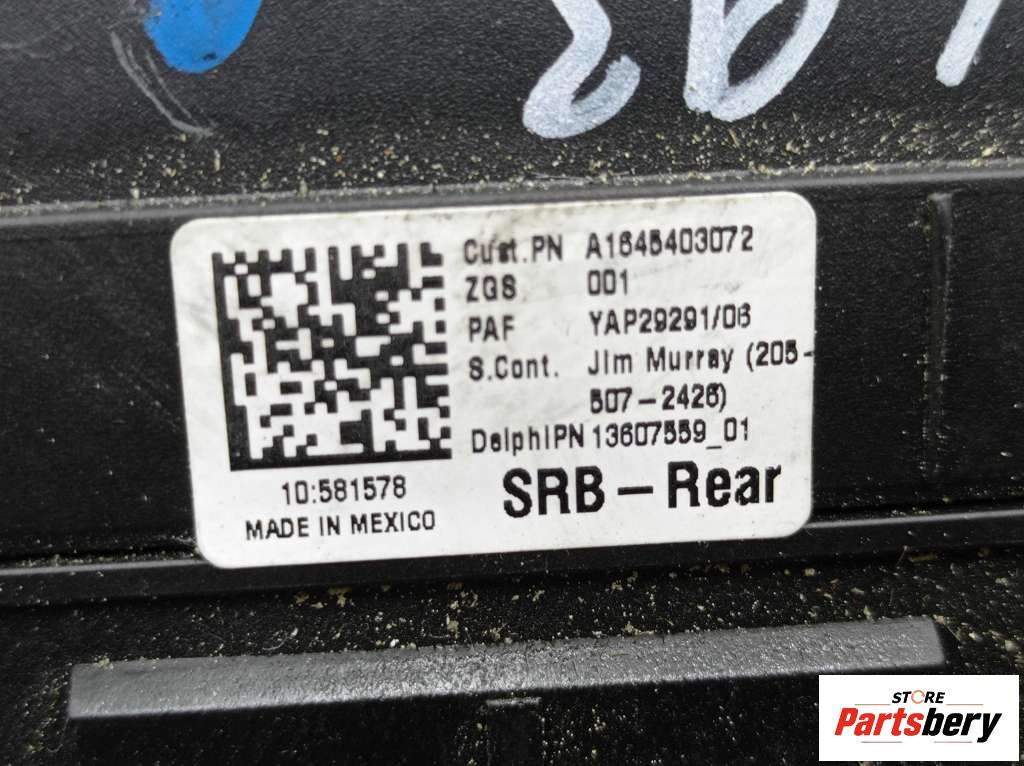 Cust.PN A1645403072
ZGS 001
PAF YAP29291/06
S.Cont. Jim Murray (205-
507-2426)
DelphiPN 13607559_01
10:581578
MADE IN MEXICO
SRB - Rear
STORE
Partsbery